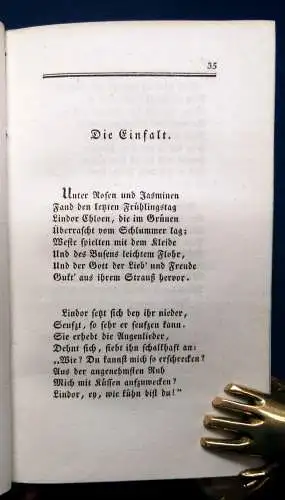 35
Die Einfalt.
Unter Rosen und Jasminen
Fand den letzten Frühlingstag
Lindor Chloen, die im Grünen
Überrascht vom Schlummer lag;
Weste spielten mit dem Kleide
Und des Busens leichtem Flohr,
Und der Gott der Lieb' und Freude
Gukt' aus ihrem Strauß hervor.
Lindor setzt sich bey ihr nieder,
Seufzt, so sehr er seufzen kann.
Sie erhebt die Augenlieder,
Dehnt sich, sieht ihn schalkhaft an:
„Wie? Du kannst mich so erschrecken?
Aus der angenehmsten Ruh
Mich mit Küssen aufzuwecken?
Lindor, ey, wie kühn bist du!"